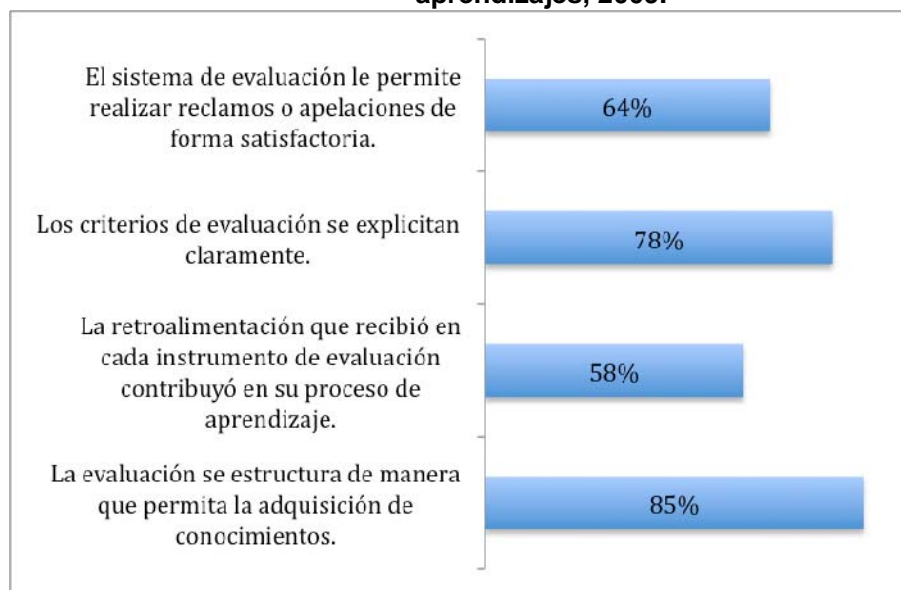 El sistema de evaluación le permite
realizar reclamos o apelaciones de
forma satisfactoria.
64%
Los criterios de evaluación se explicitan
claramente.
78%
La retroalimentación que recibió en
cada instrumento de evaluación
contribuyó en su proceso de
aprendizaje.
58%
La evaluación se estructura de manera
que permita la adquisición de
conocimientos.
85%